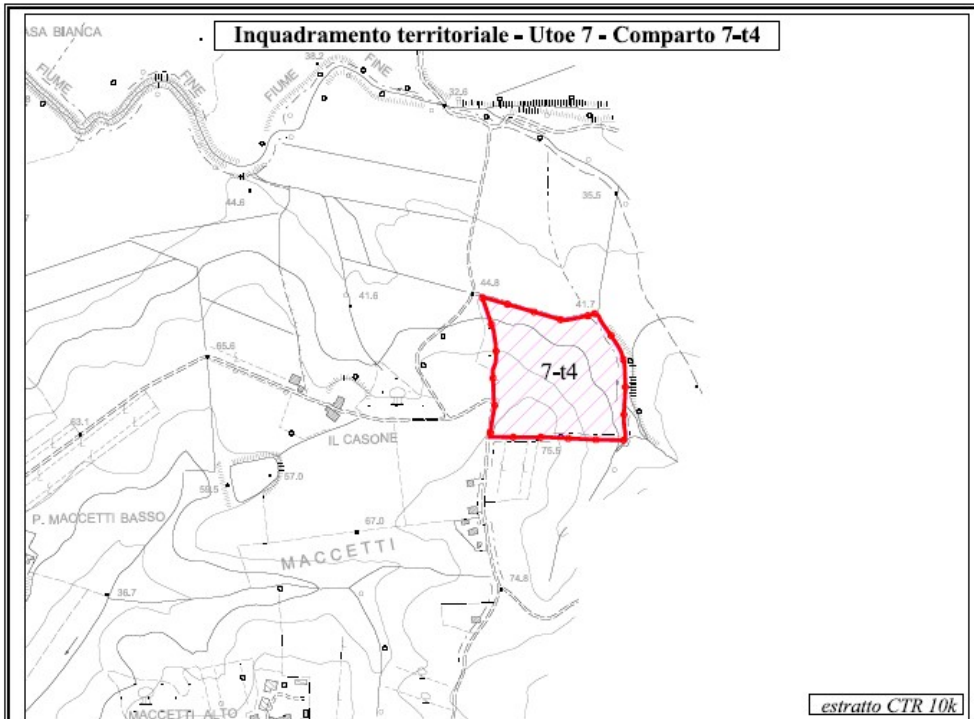 Inquadramento territoriale - Utoe 7 - Comparto 7-t4
ASA BIANCA
FIUME
FINE
FIUME
FINE
38.2
32.6
44.6
35.5
41.6
44.8
41.7
65.6
7-t4
63.1
IL CASONE
75.5
59.5
57.0
P. MACCETTI BASSO
67.0
MACCETTI
74.8
36.7
MACCETTI ALTO
estratto CTR 10k